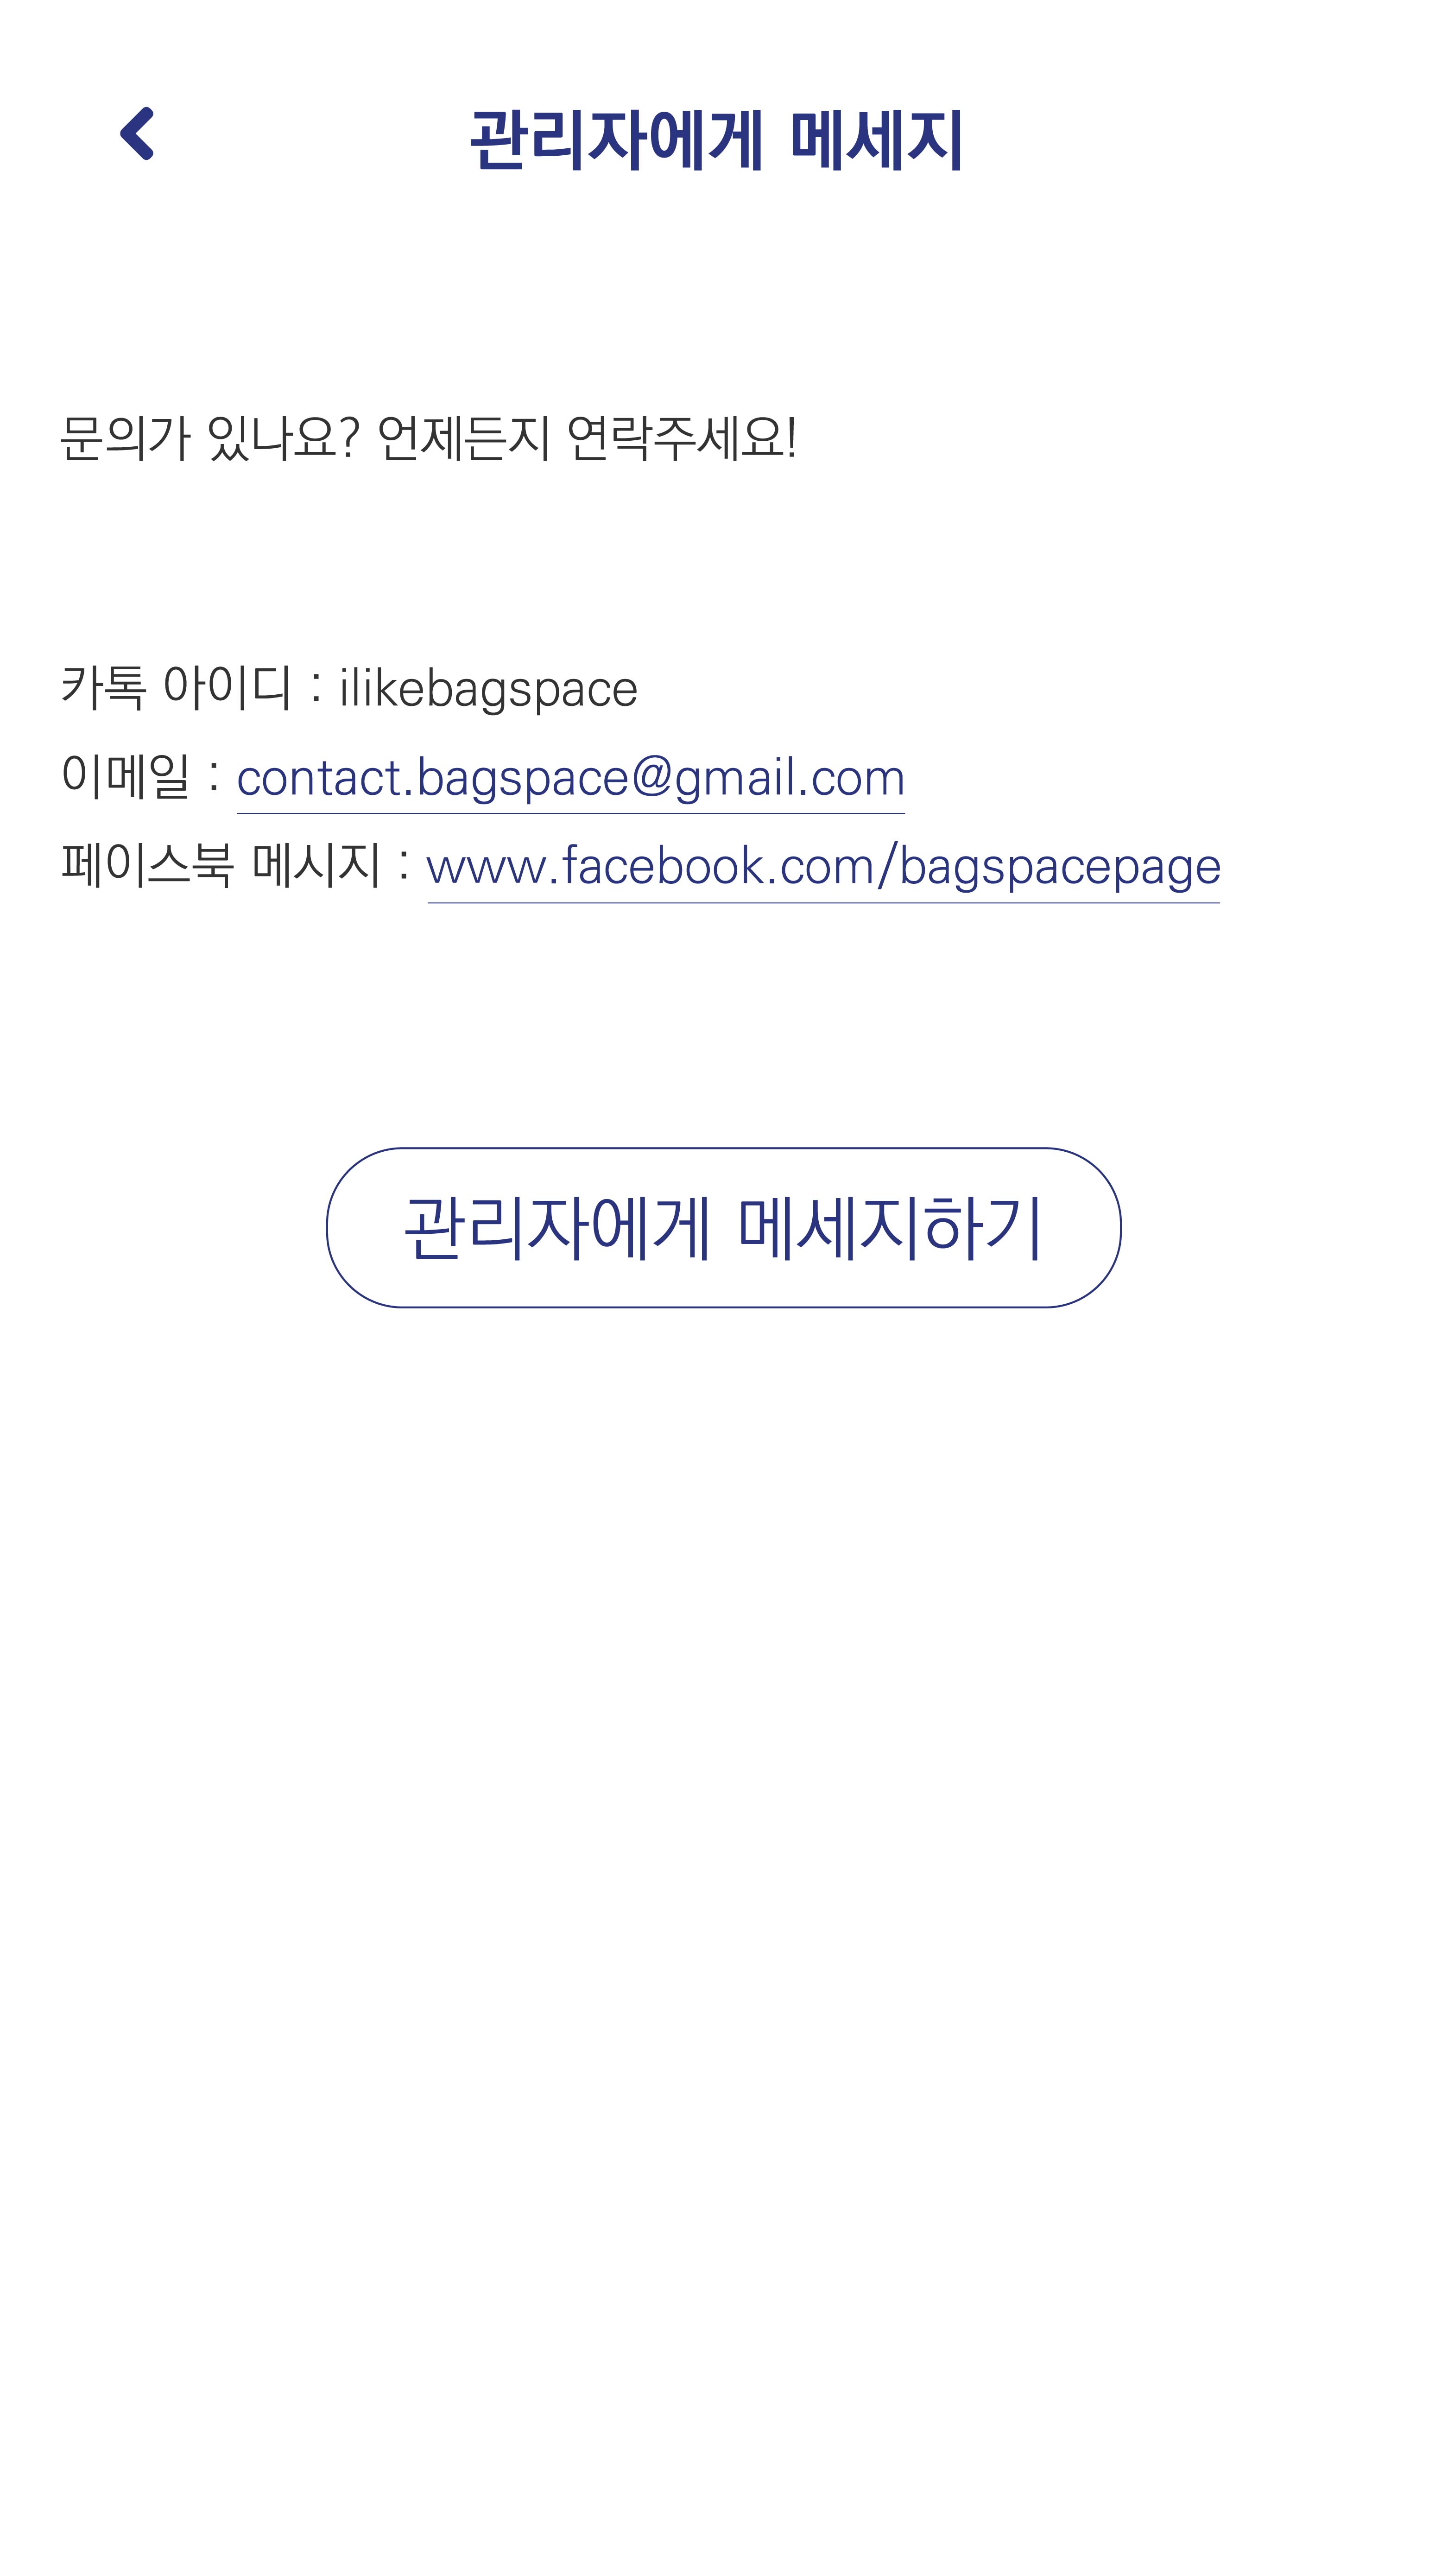 관리자에게 메세지
문의가 있나요? 언제든지 연락주세요!
카톡 아이디 : ilikebagspace
이메일 : contact.bagspace@gmail.com
페이스북 메시지 : www.facebook.com/bagspacepage
관리자에게 메세지하기